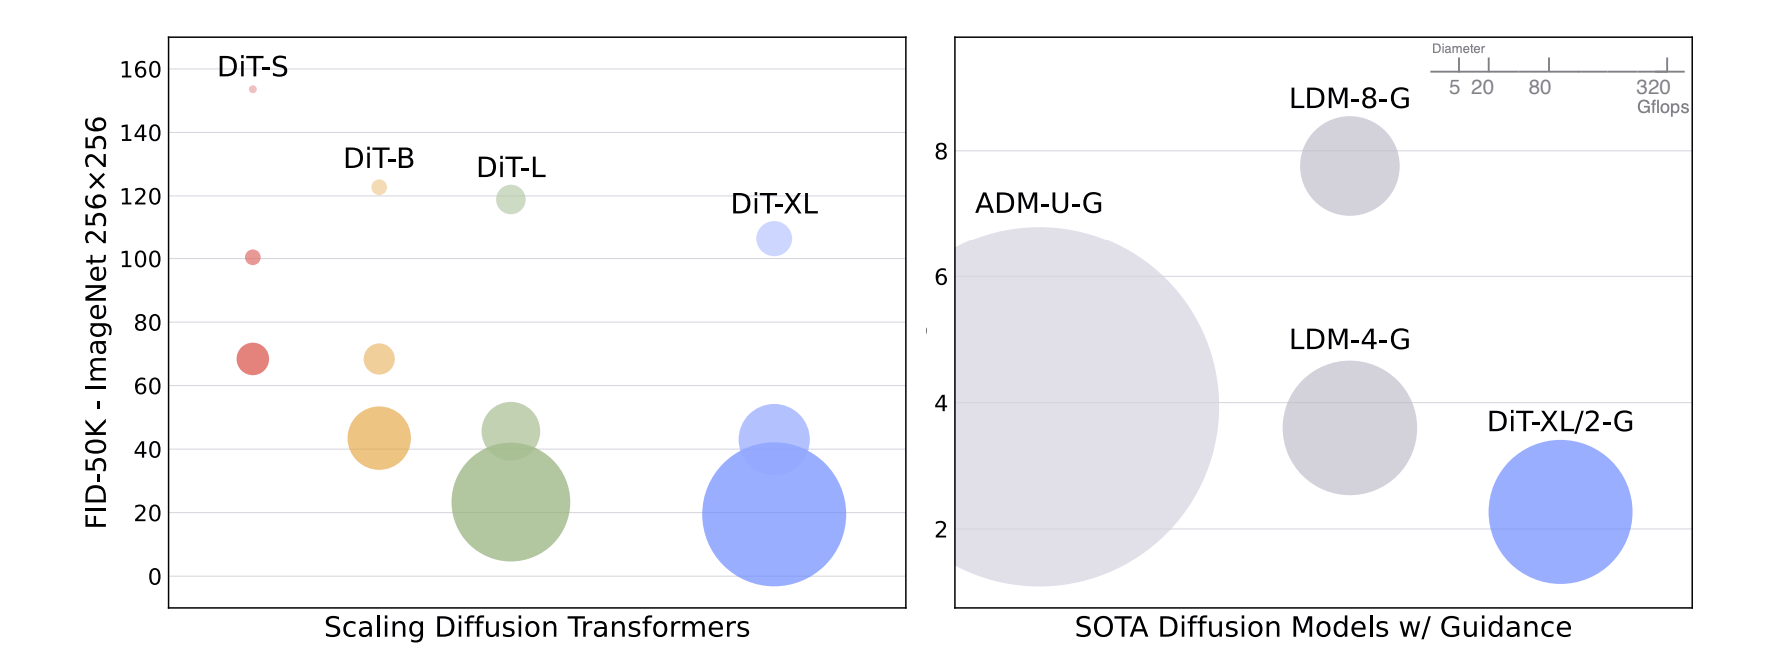 FID-50K - ImageNet 256×256
160
140
120
100
80
60
40
20
0
DiT-S
DiT-B
DiT-L
DiT-XL
Scaling Diffusion Transformers
8
6
4
2
Diameter
5 20 80 320
Gflops
LDM-8-G
ADM-U-G
LDM-4-G
DiT-XL/2-G
SOTA Diffusion Models w/ Guidance